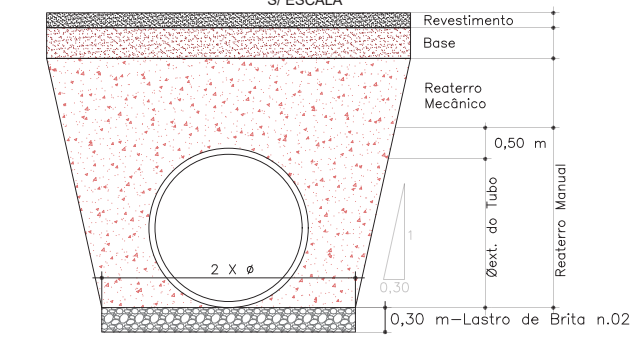 S/ ESCALA
Revestimento
Base
Reaterro
Mecânico
0,50 m
Øext. do Tubo
Reaterro Manual
1
0,30
2 X ø
0,30 m-Lastro de Brita n.02